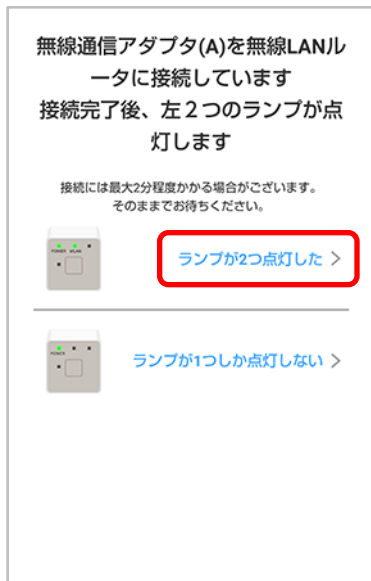 無線通信アダプタ(A)を無線LANル
ータに接続しています
接続完了後、左２つのランプが点
灯します
接続には最大2分程度かかる場合がございます。
そのままでお待ちください。
POWER WLAN
ランプが2つ点灯した >
POWER
ランプが1つしか点灯しない >